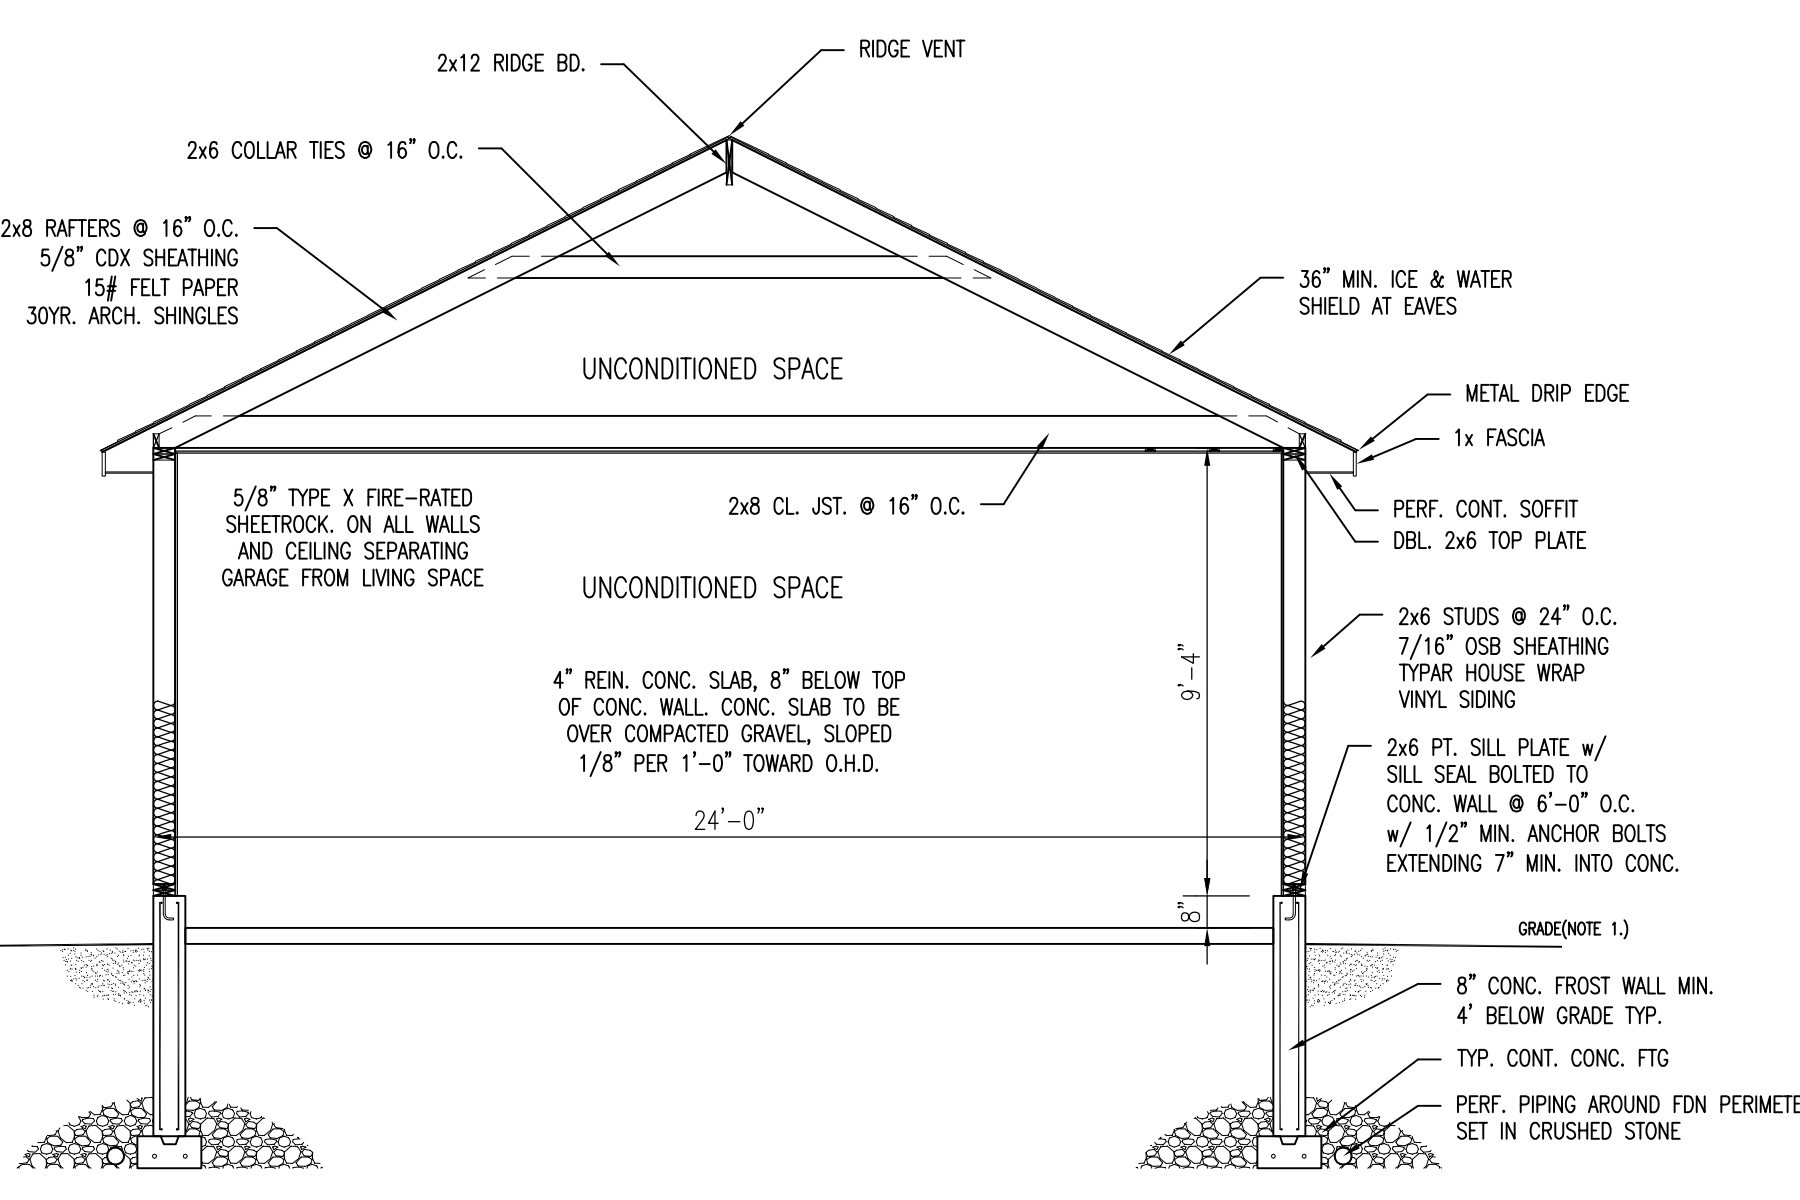 RIDGE VENT
2x12 RIDGE BD.
2x6 COLLAR TIES @ 16" O.C.
2x8 RAFTERS @ 16" O.C.
5/8" CDX SHEATHING
15# FELT PAPER
30YR. ARCH. SHINGLES
36" MIN. ICE & WATER
SHIELD AT EAVES
UNCONDITIONED SPACE
METAL DRIP EDGE
1x FASCIA
5/8" TYPE X FIRE-RATED
SHEETROCK. ON ALL WALLS
AND CEILING SEPARATING
GARAGE FROM LIVING SPACE
2x8 CL. JST. @ 16" O.C.
PERF. CONT. SOFFIT
DBL. 2x6 TOP PLATE
UNCONDITIONED SPACE
2x6 STUDS @ 24" O.C.
7/16" OSB SHEATHING
TYPAR HOUSE WRAP
VINYL SIDING
9'-4"
4" REIN. CONC. SLAB, 8" BELOW TOP
OF CONC. WALL. CONC. SLAB TO BE
OVER COMPACTED GRAVEL, SLOPED
1/8" PER 1'-0" TOWARD O.H.D.
2x6 PT. SILL PLATE w/
SILL SEAL BOLTED TO
CONC. WALL @ 6'-0" O.C.
w/ 1/2" MIN. ANCHOR BOLTS
EXTENDING 7" MIN. INTO CONC.
24'-0"
8"
GRADE(NOTE 1.)
8" CONC. FROST WALL MIN.
4' BELOW GRADE TYP.
TYP. CONT. CONC. FTG
PERF. PIPING AROUND FDN PERIMETE
SET IN CRUSHED STONE